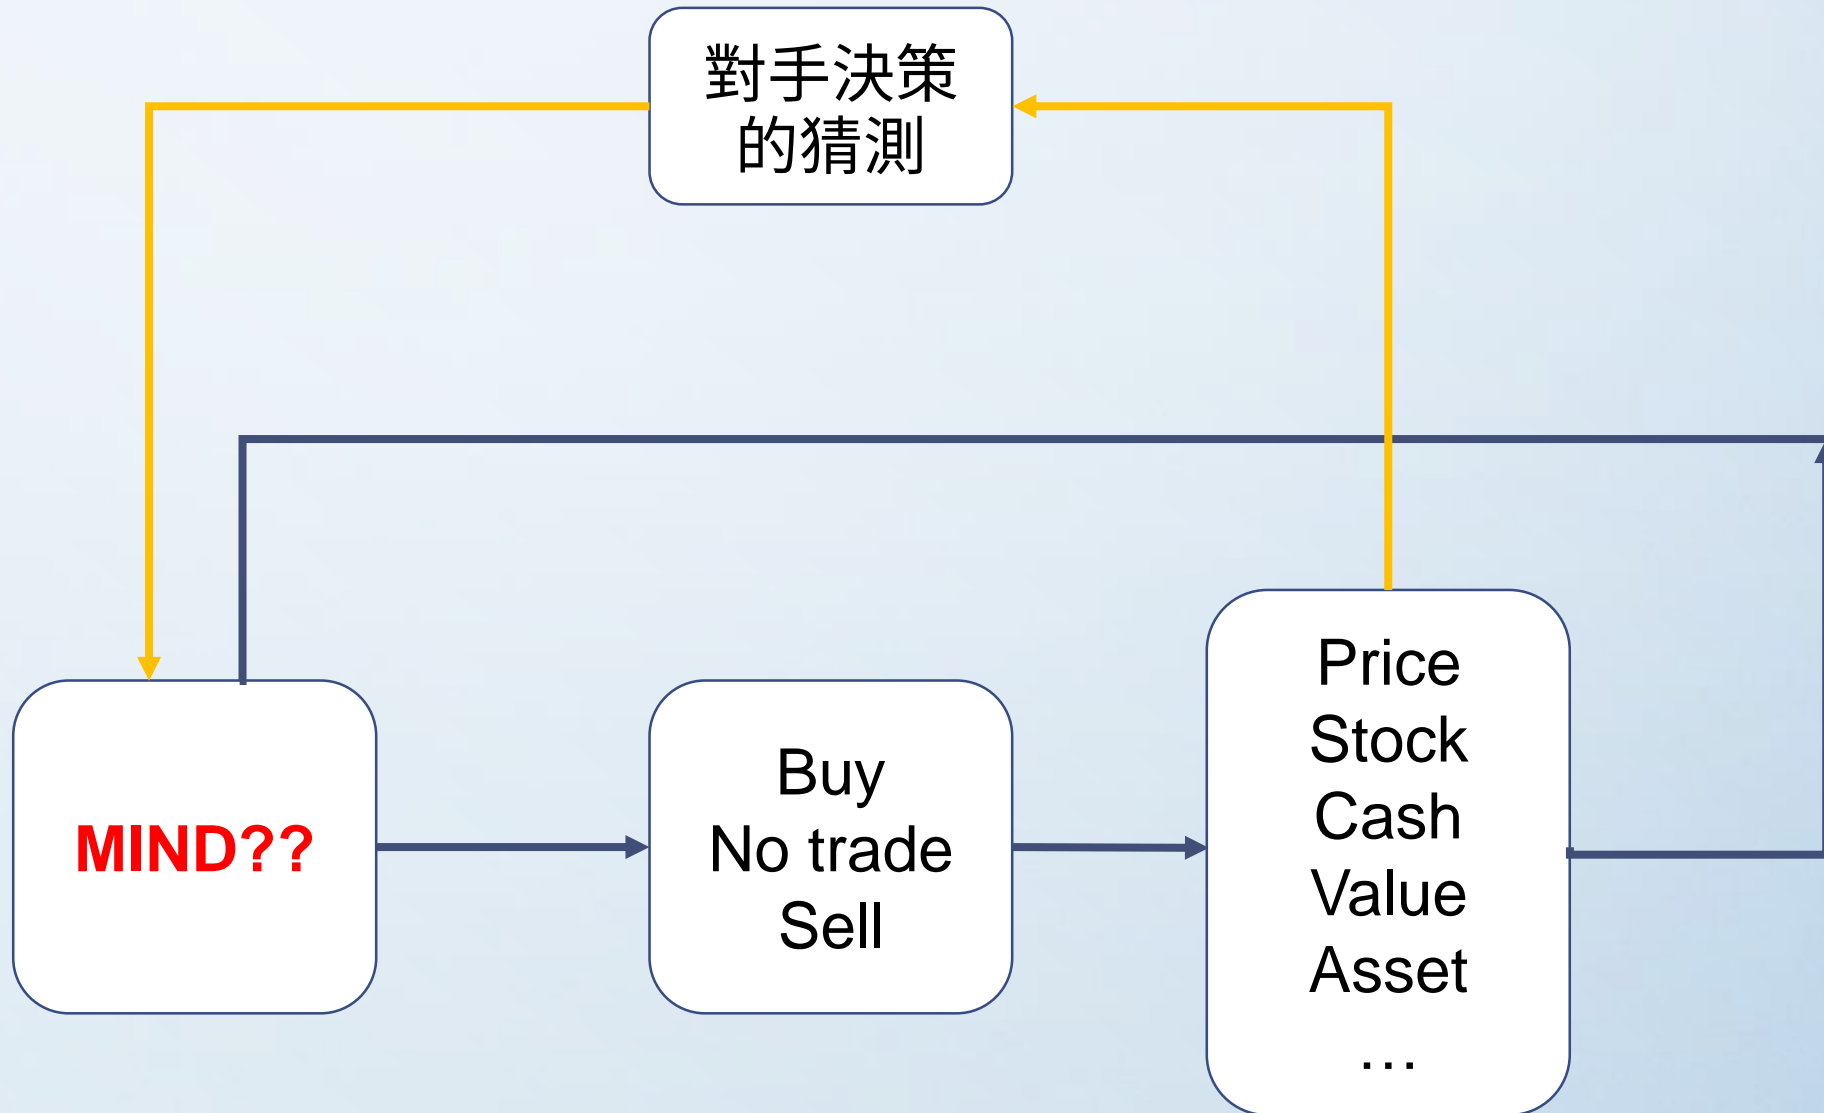 對手決策
的猜測
MIND??
Buy
No trade
Sell
Price
Stock
Cash
Value
Asset
…